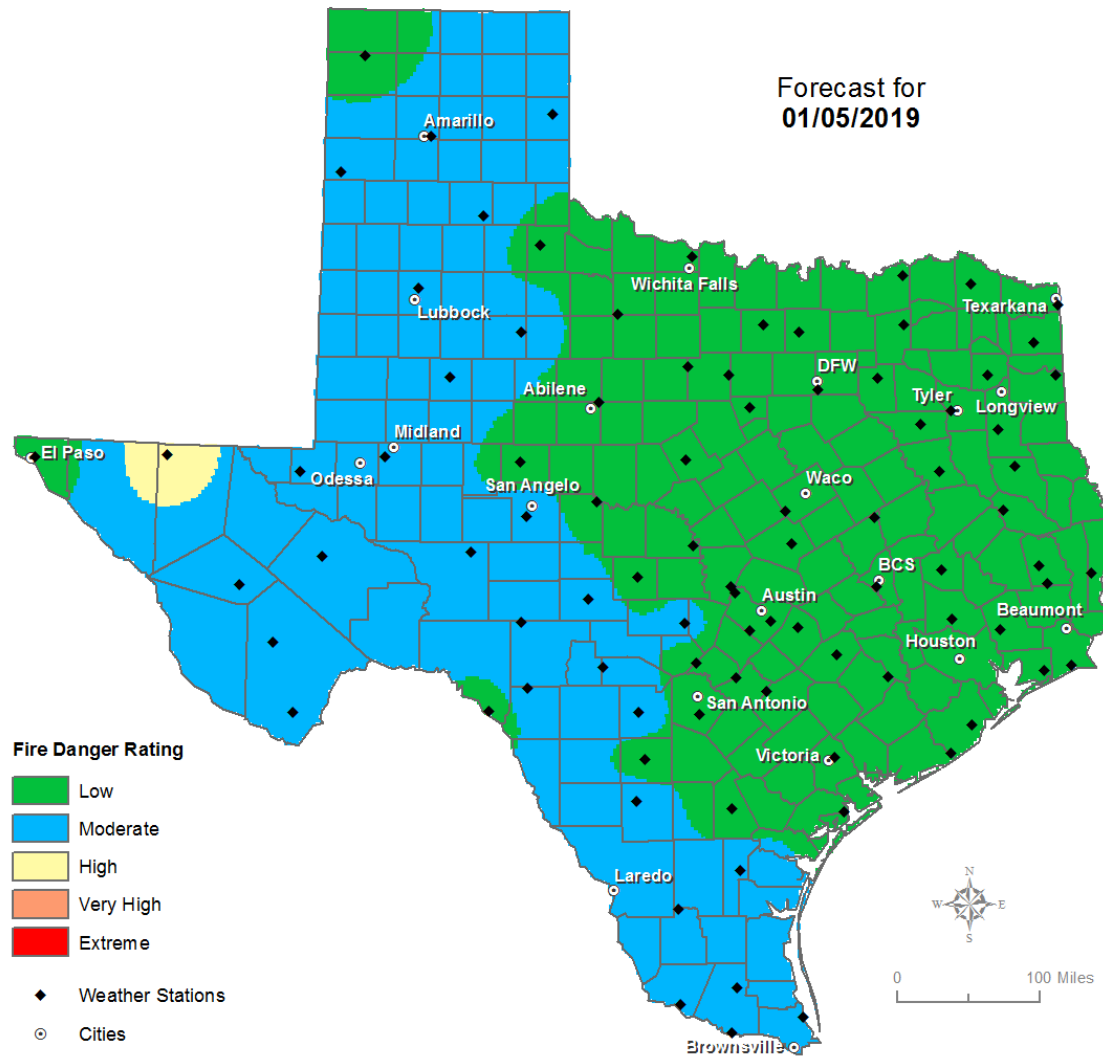 Forecast for
01/05/2019
Amarillo
Wichita Falls
Lubbock
Texarkana
DFW
Abilene
Tyler
Longview
Midland
El Paso
Odessa
San Angelo
Waco
BCS
Austin
Beaumont
Houston
San Antonio
Victoria
Laredo
Brownsville
Fire Danger Rating
Low
Moderate
High
Very High
Extreme
Weather Stations
Cities
N
W E
S
0 100 Miles